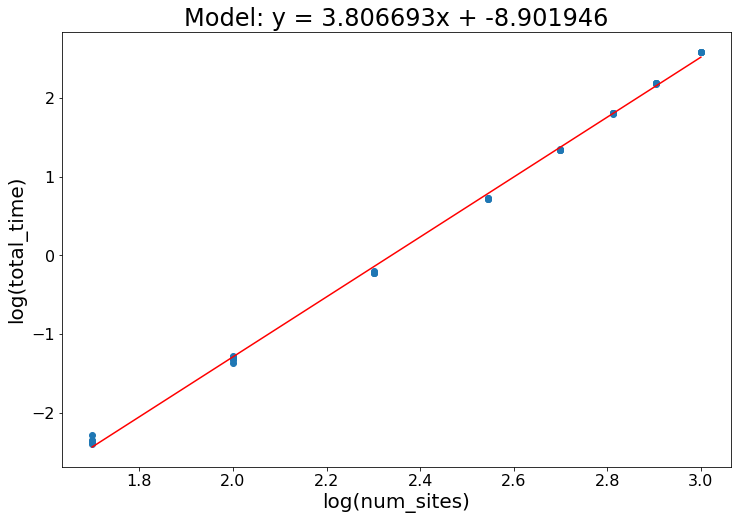 Model: y = 3.806693x + -8.901946
log(total_time)
2
1
0
−1
−2
1.8 2.0 2.2 2.4 2.6 2.8 3.0
log(num_sites)